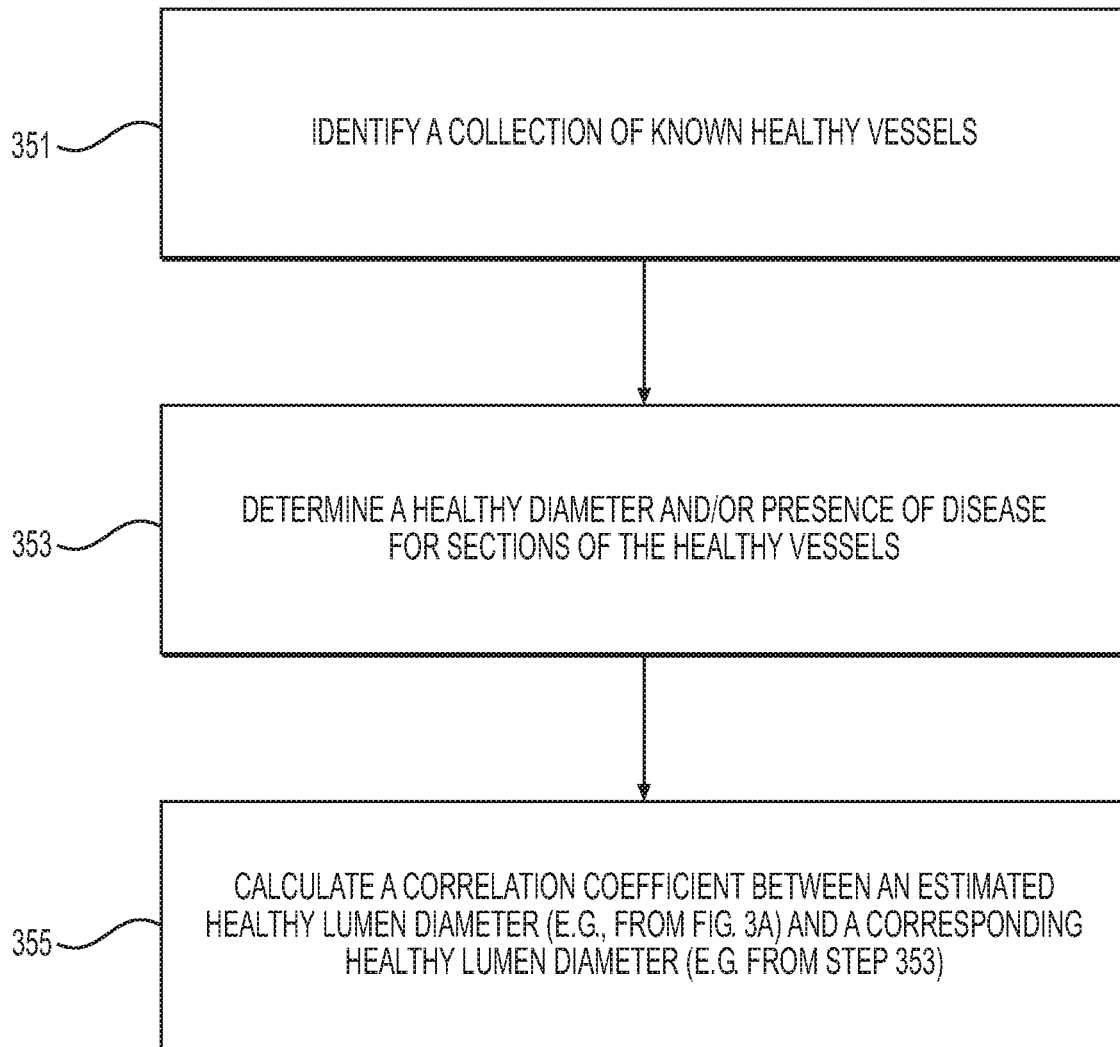 351
IDENTIFY A COLLECTION OF KNOWN HEALTHY VESSELS
353
DETERMINE A HEALTHY DIAMETER AND/OR PRESENCE OF DISEASE
FOR SECTIONS OF THE HEALTHY VESSELS
355
CALCULATE A CORRELATION COEFFICIENT BETWEEN AN ESTIMATED
HEALTHY LUMEN DIAMETER (E.G., FROM FIG. 3A) AND A CORRESPONDING
HEALTHY LUMEN DIAMETER (E.G. FROM STEP 353)